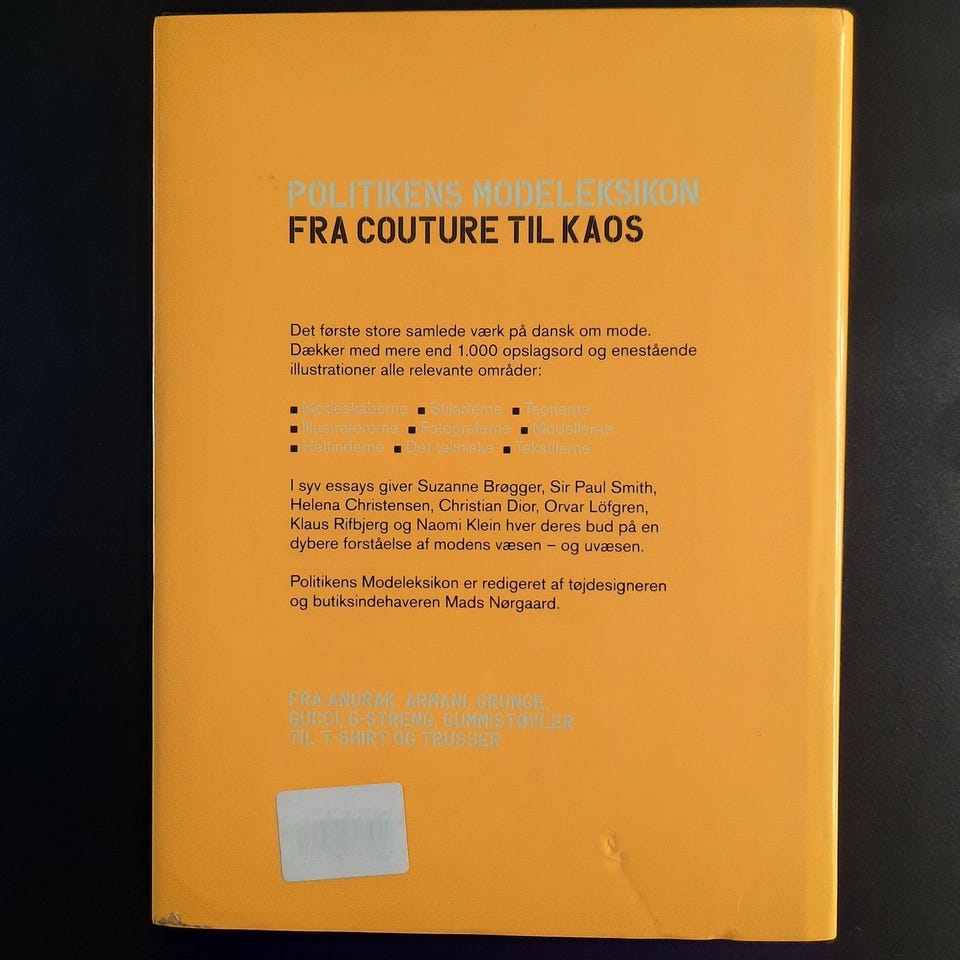 POLITIKENS MODELEKSIKON
FRA COUTURE TIL KAOS
Det første store samlede værk på dansk om mode.
Dækker med mere end 1.000 opslagsord og enestående
illustrationer alle relevante områder:
■ Modeskaberne ■ Stilarterne ■ Teorierne
■ Illustratorerne ■ Fotograferne ■ Modellerne
■ Heltinderne ■ Det tekniske ■ Tekstilerne
I syv essays giver Suzanne Brøgger, Sir Paul Smith,
Helena Christensen, Christian Dior, Orvar Löfgren,
Klaus Rifbjerg og Naomi Klein hver deres bud på en
dybere forståelse af modens væsen – og uvæsen.
Politikens Modeleksikon er redigeret af tøjdesigneren
og butiksindehaveren Mads Nørgaard.
FRA ANORAK, ARMANI, GRUNGE,
GUCCI, G-STRENG, GUMMISTØVLER
TIL T-SHIRT OG TRUSSER